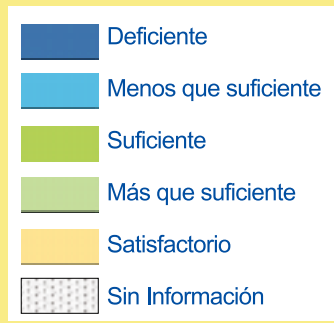 Deficiente
Menos que suficiente
Suficiente
Más que suficiente
Satisfactorio
Sin Información